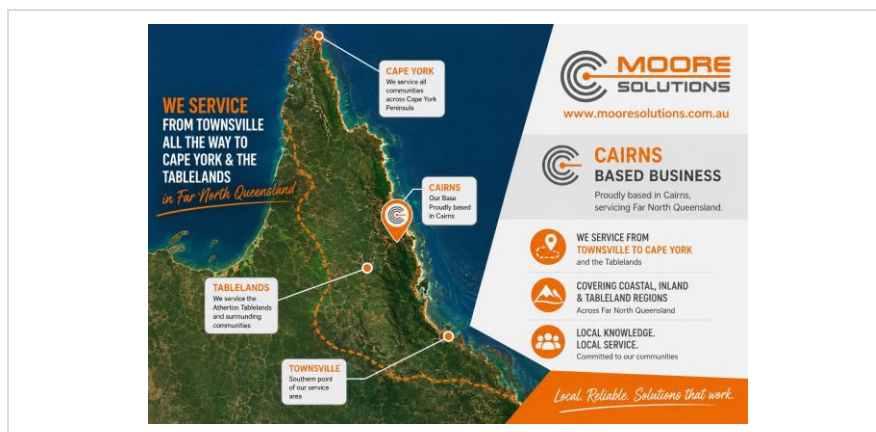 WE SERVICE
FROM TOWNSVILLE
ALL THE WAY TO
CAPE YORK & THE
TABLELANDS
in Far North Queensland
CAPE YORK
We service all
communities
across Cape York
Peninsula
CAIRNS
Our Base
Proudly based
in Cairns
TABLELANDS
We service the
Atherton Tablelands
and surrounding
communities
TOWNSVILLE
Southern point
of our service
area
MOORE
SOLUTIONS
www.mooresolutions.com.au
CAIRNS
BASED BUSINESS
Proudly based in Cairns,
servicing Far North Queensland.
WE SERVICE FROM
TOWNSVILLE TO CAPE YORK
and the Tablelands
COVERING COASTAL, INLAND
& TABLELAND REGIONS
Across Far North Queensland
LOCAL KNOWLEDGE.
LOCAL SERVICE.
Committed to our communities
Local. Reliable. Solutions that work.